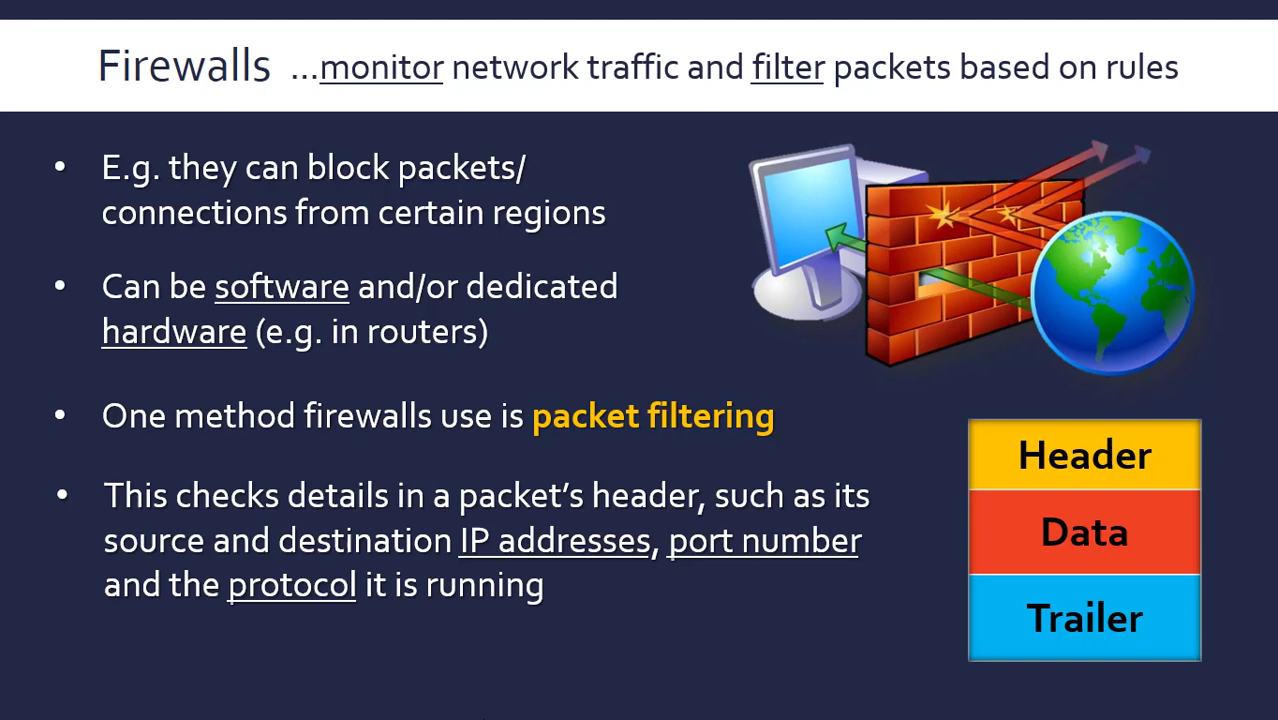 Firewalls ...monitor network traffic and filter packets based on rules
• E.g. they can block packets/
connections from certain regions
• Can be software and/or dedicated
hardware (e.g. in routers)
• One method firewalls use is packet filtering
• This checks details in a packet’s header, such as its
source and destination IP addresses, port number
and the protocol it is running
Header
Data
Trailer